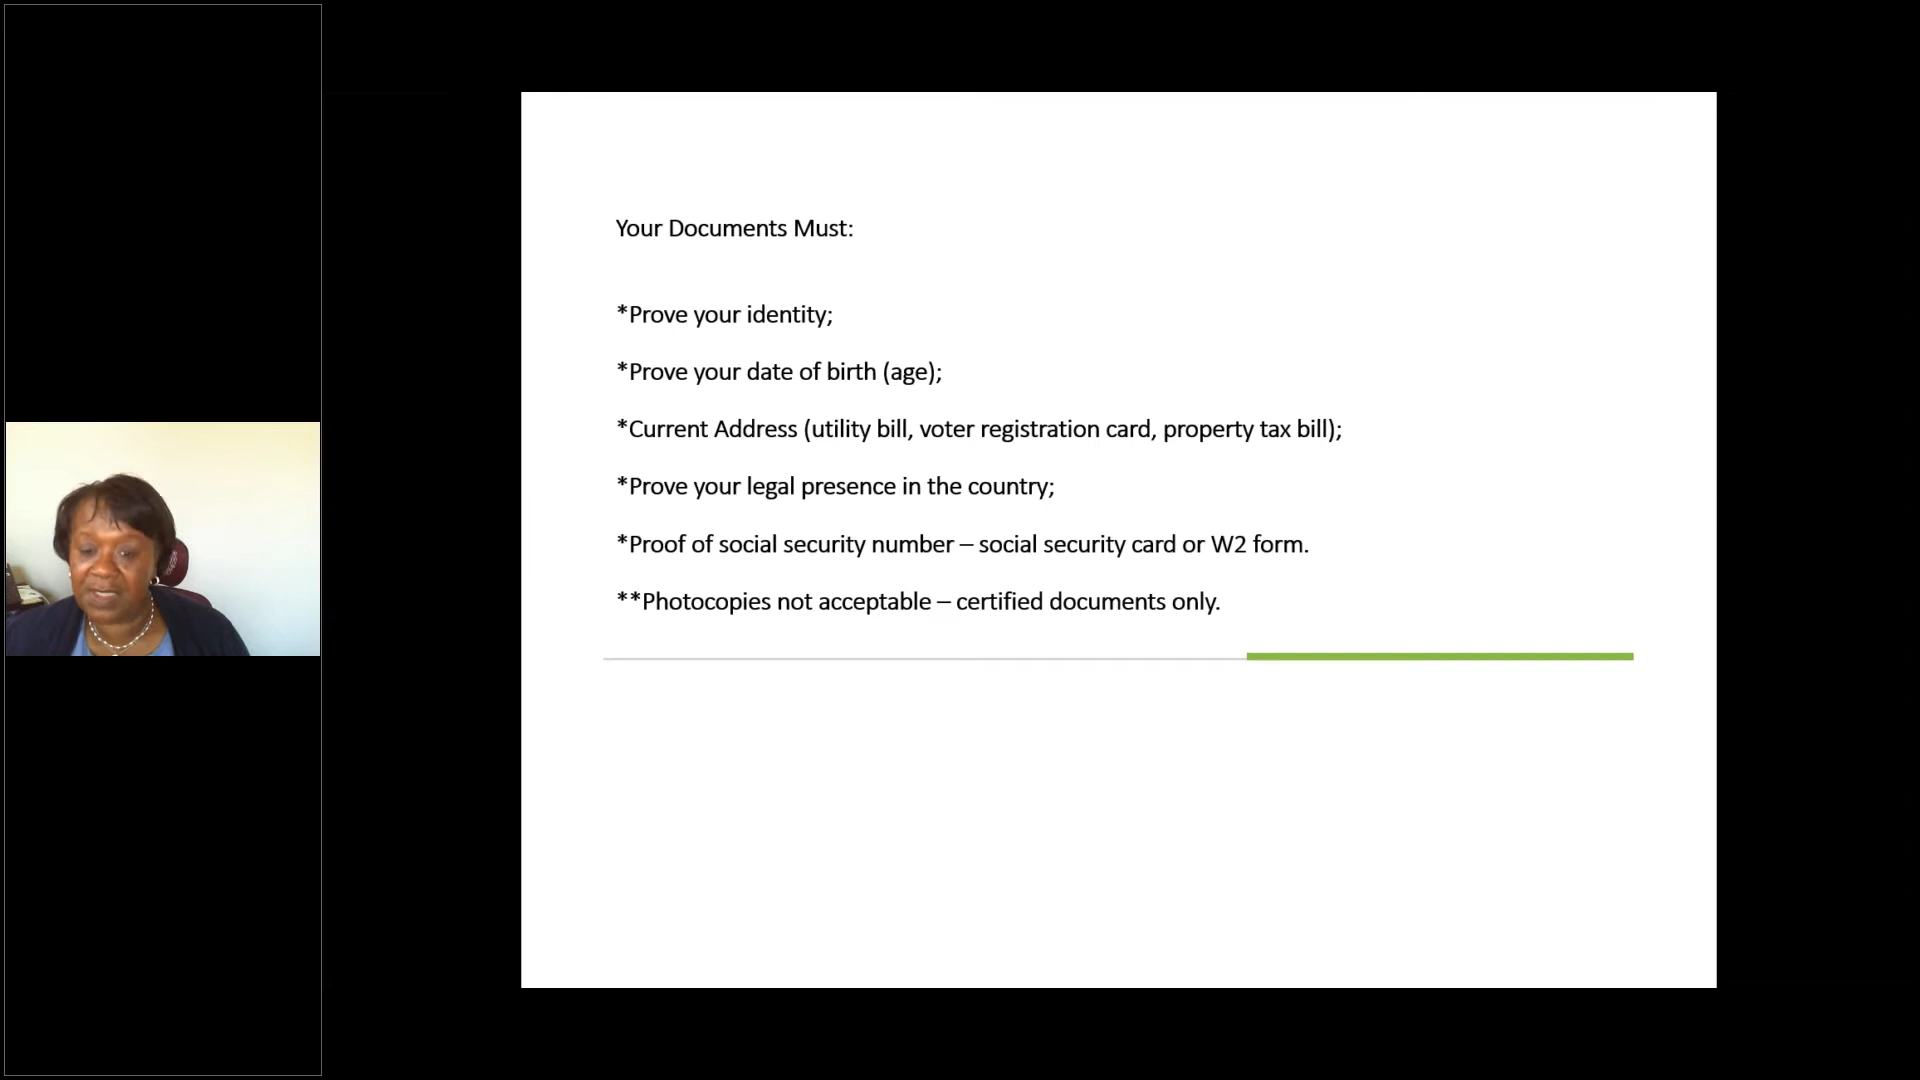 Your Documents Must:
*Prove your identity;
*Prove your date of birth (age);
*Current Address (utility bill, voter registration card, property tax bill);
*Prove your legal presence in the country;
*Proof of social security number – social security card or W2 form.
**Photocopies not acceptable – certified documents only.